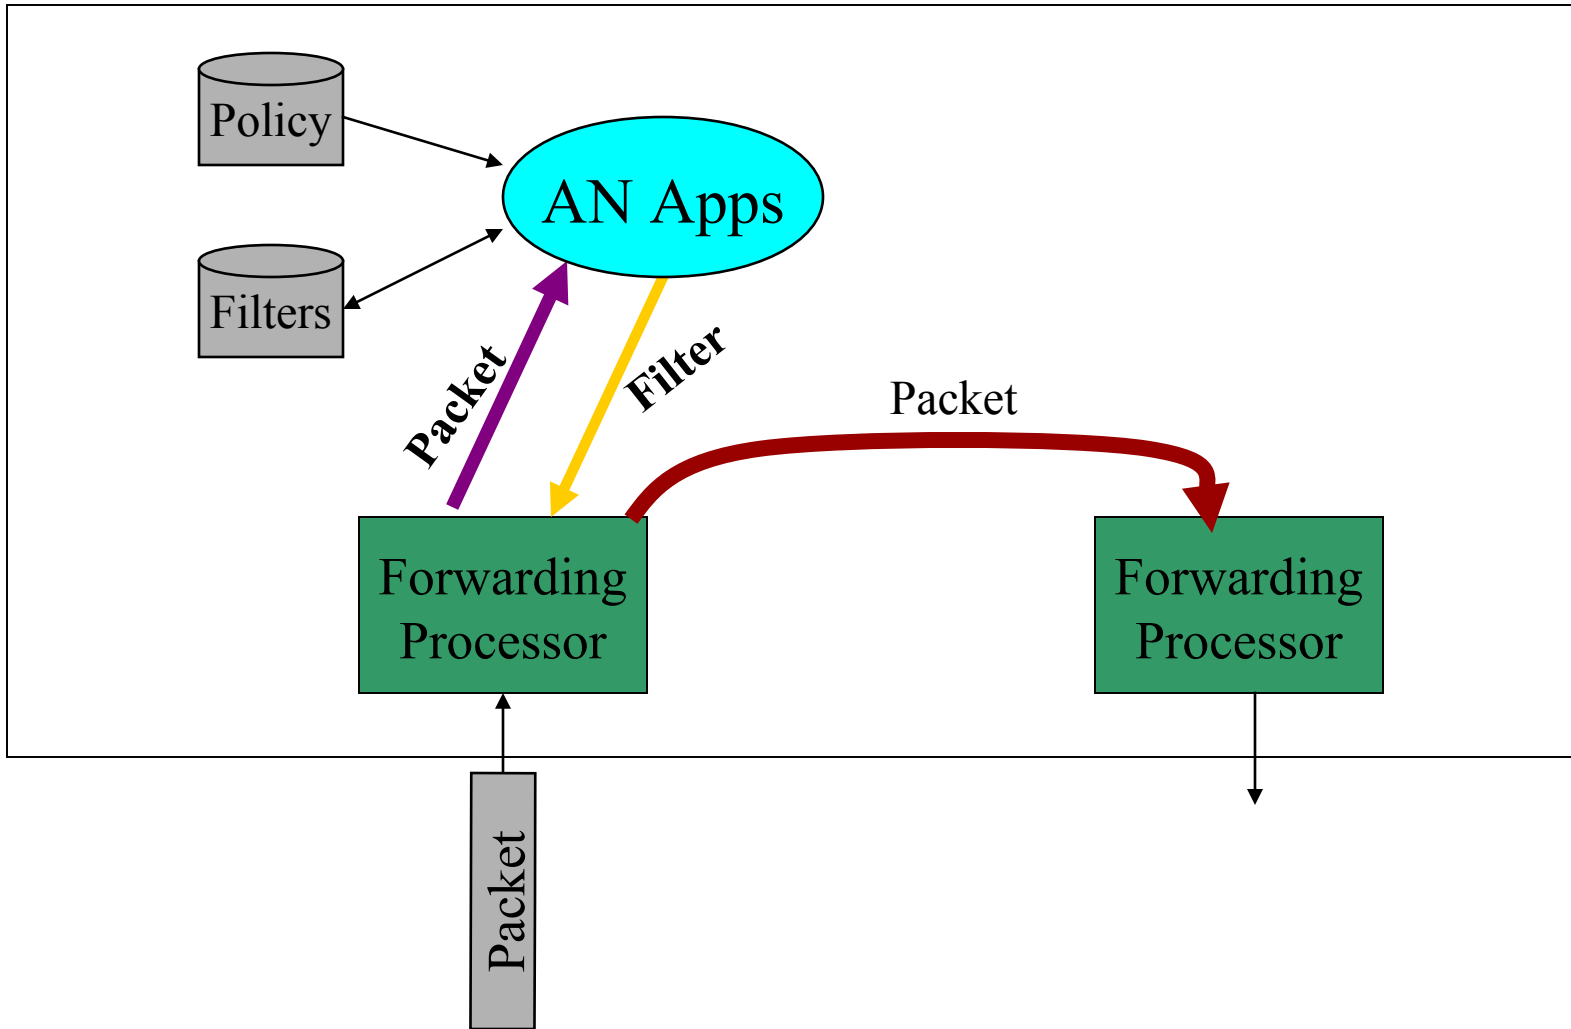 Policy
AN Apps
Filters
Packet
Filter
Packet
Forwarding
Processor
Forwarding
Processor
Packet